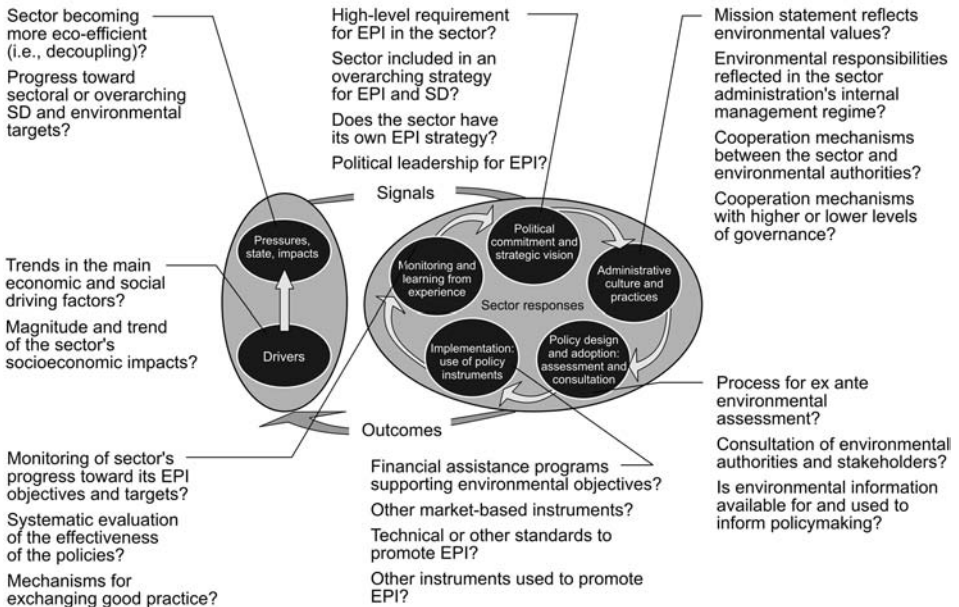 Sector becoming
more eco-efficient
(i.e., decoupling)?
Progress toward
sectoral or overarching
SD and environmental
targets?
High-level requirement
for EPI in the sector?
Sector included in an
overarching strategy
for EPI and SD?
Does the sector have
its own EPI strategy?
Political leadership for EPI?
Mission statement reflects
environmental values?
Environmental responsibilities
reflected in the sector
administration's internal
management regime?
Cooperation mechanisms
between the sector and
environmental authorities?
Cooperation mechanisms
with higher or lower levels
of governance?
Signals
Pressures,
state, impacts
Drivers
Trends in the main
economic and social
driving factors?
Magnitude and trend
of the sector's
socioeconomic impacts?
Political
commitment and
strategic vision
Monitoring and
learning from
experience
Administrative
culture and
practices
Sector responses
Implementation:
use of policy
instruments
Policy design
and adoption:
assessment and
consultation
Outcomes
Monitoring of sector's
progress toward its EPI
objectives and targets?
Systematic evaluation
of the effectiveness
of the policies?
Mechanisms for
exchanging good practice?
Financial assistance programs
supporting environmental objectives?
Other market-based instruments?
Technical or other standards to
promote EPI?
Other instruments used to promote
EPI?
Process for ex ante
environmental
assessment?
Consultation of environmental
authorities and stakeholders?
Is environmental information
available for and used to
inform policymaking?